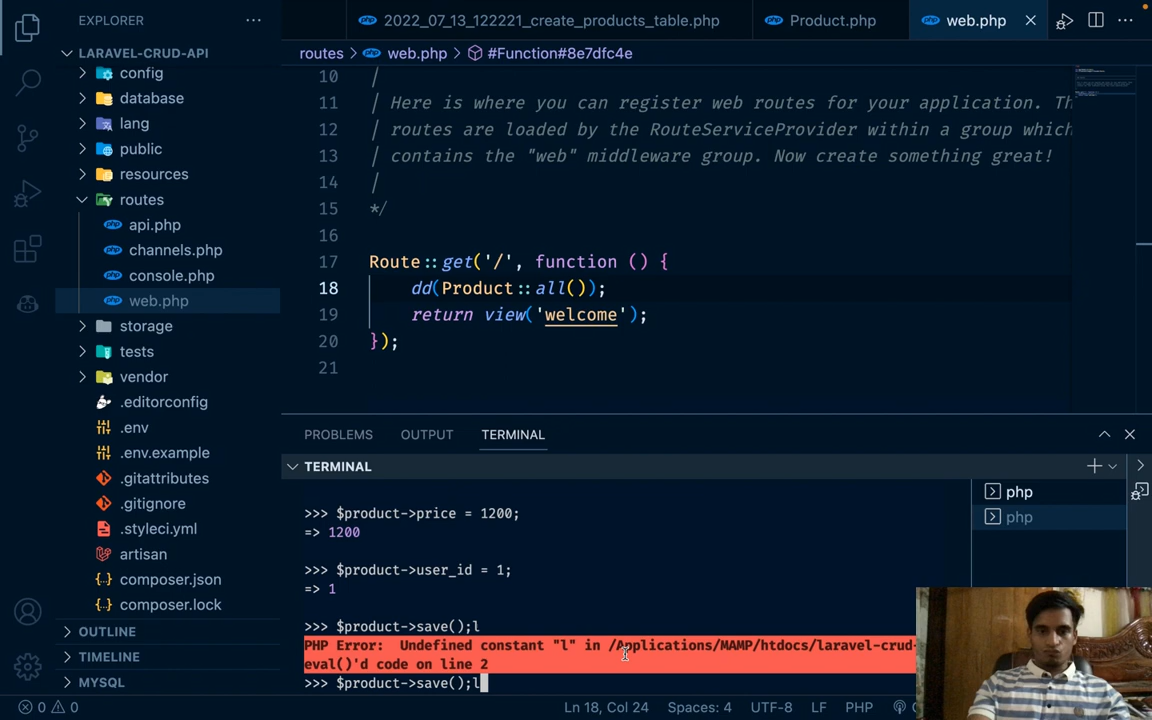 EXPLORER
2022_07_13_122221_create_products_table.php
Product.php
web.php
LARAVEL-CRUD-API
routes > web.php > #Function#8e7dfc4e
config
database
lang
public
resources
routes
api.php
channels.php
console.php
web.php
storage
tests
vendor
.editorconfig
.env
.env.example
.gitattributes
.gitignore
.styleci.yml
artisan
composer.json
composer.lock
OUTLINE
TIMELINE
MYSQL
10 |
11 | Here is where you can register web routes for your application. Th
12 | routes are loaded by the RouteServiceProvider within a group which
13 | contains the "web" middleware group. Now create something great!
14 |
15 */
16
17 Route::get('/', function () {
18 dd(Product::all());
19 return view('welcome');
20 });
21
PROBLEMS OUTPUT TERMINAL
TERMINAL
>>> $product->price = 1200;
=> 1200
>>> $product->user_id = 1;
=> 1
>>> $product->save();l
PHP Error: Undefined constant "l" in /Applications/MAMP/htdocs/laravel-crud-
eval()'d code on line 2
>>> $product->save();l
php
php
0 0
Ln 18, Col 24 Spaces: 4 UTF-8 LF PHP